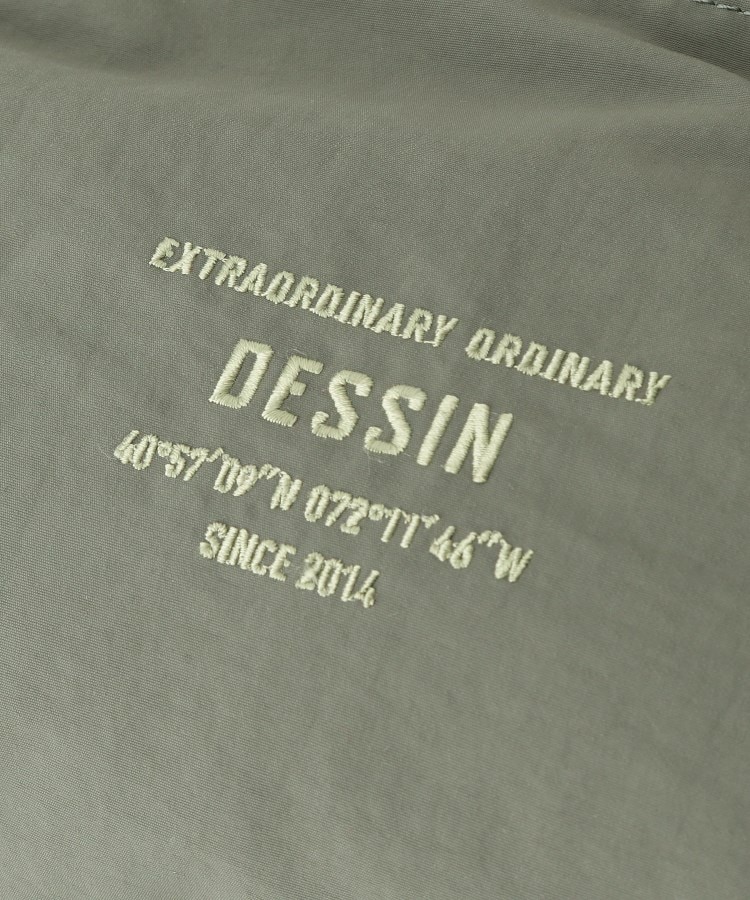 EXTRAORDINARY ORDINARY
DESSIN
40°57'09"N 072°11'46"W
SINCE 2014